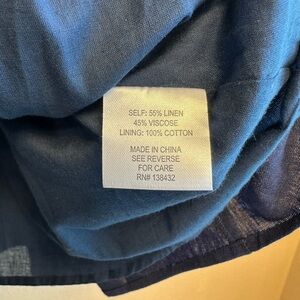 SELF: 55% LINEN
45% VISCOSE
LINING: 100% COTTON
MADE IN CHINA
SEE REVERSE
FOR CARE
RN# 138432